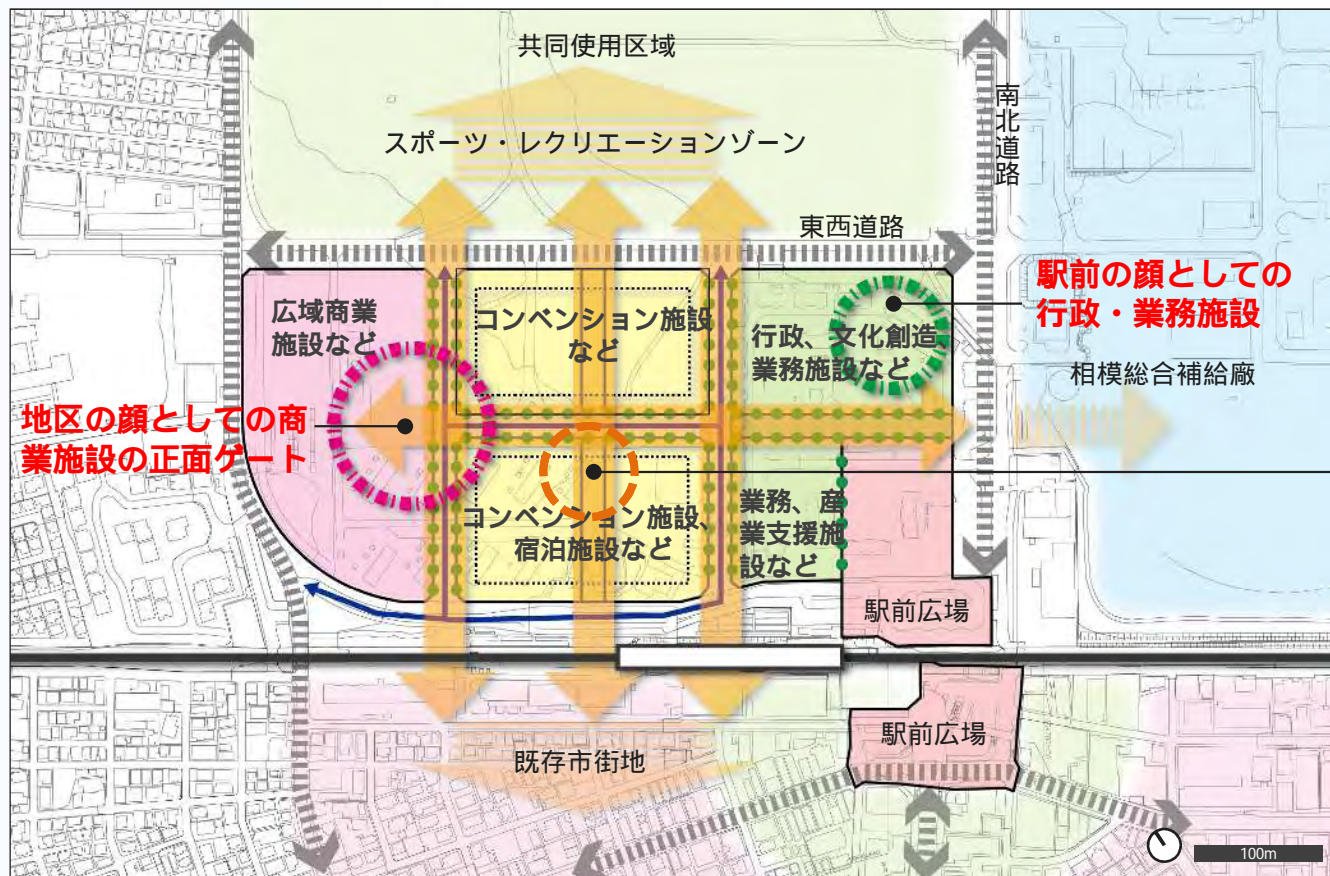 共同使用区域
スポーツ・レクリエーションゾーン
南北道路
東西道路
広域商業
施設など
コンベンション施設
など
行政、文化創造、
業務施設など
駅前の顔としての
行政・業務施設
相模総合補給廠
地区の顔としての商
業施設の正面ゲート
コンベンション施設、
宿泊施設など
業務、産
業支援施
設など
駅前広場
駅前広場
既存市街地
100m